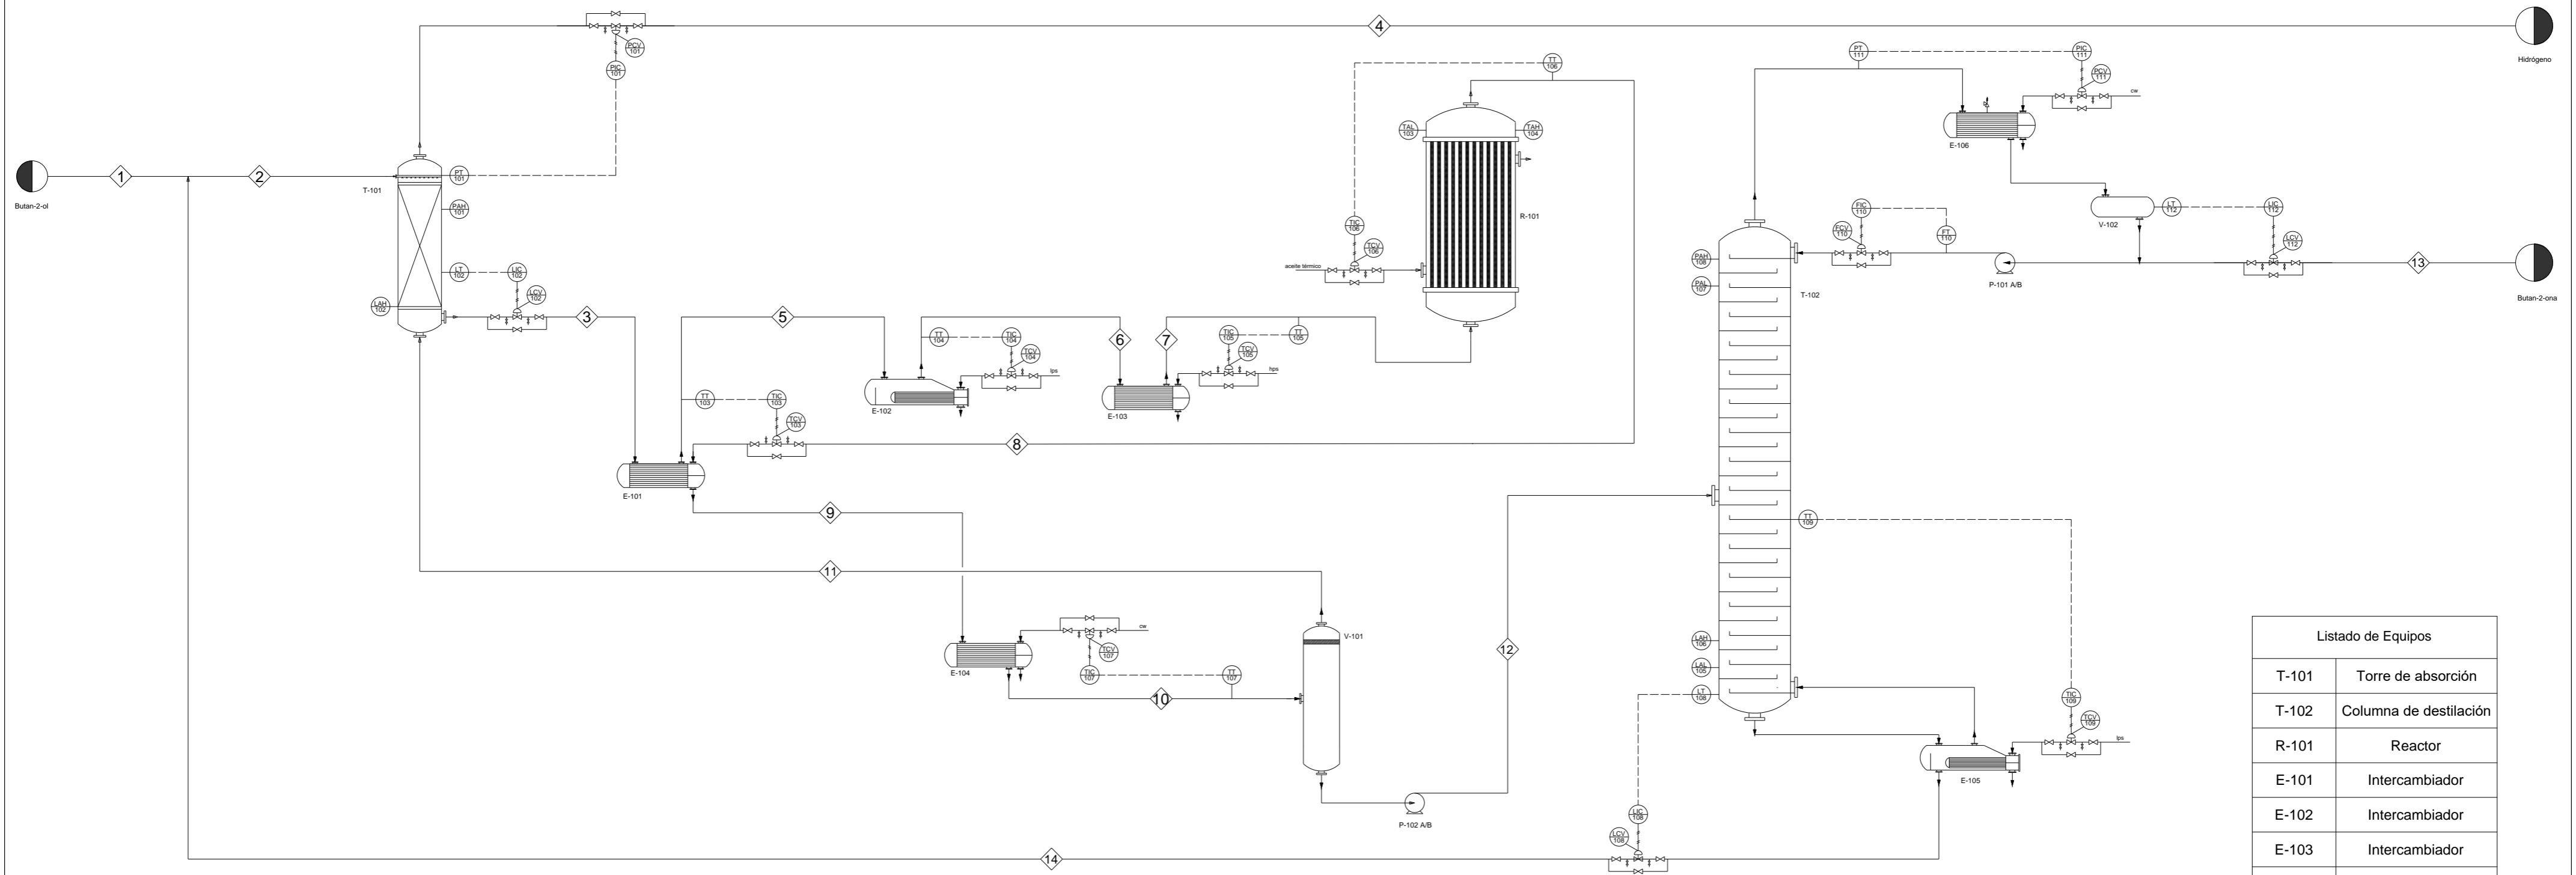 4
Hidrógeno
PCV
101
PIC
101
TT
106
PT
111
PIC
111
PCV
111
cw
E-106
1
2
Butan-2-ol
T-101
PT
101
PAH
101
LT
102
LIC
102
LCV
102
LAH
102
3
TAL
103
TAH
104
R-101
TIC
106
TCV
106
aceite térmico
V-102
LT
112
LIC
112
LCV
112
13
Butan-2-ona
FIC
110
FCV
110
FT
110
P-101 A/B
PAH
108
PAL
107
T-102
5
TT
104
TIC
104
TCV
104
lps
E-102
6
7
TIC
105
TT
105
TCV
105
hps
E-103
TT
103
TIC
103
TCV
103
8
E-101
9
11
E-104
TCV
107
cw
TIC
107
TT
107
10
V-101
12
P-102 A/B
TT
109
LAH
106
LAL
105
LT
108
TIC
109
TCV
109
lps
E-105
LIC
108
LCV
108
14
Listado de Equipos
T-101 Torre de absorción
T-102 Columna de destilación
R-101 Reactor
E-101 Intercambiador
E-102 Intercambiador
E-103 Intercambiador